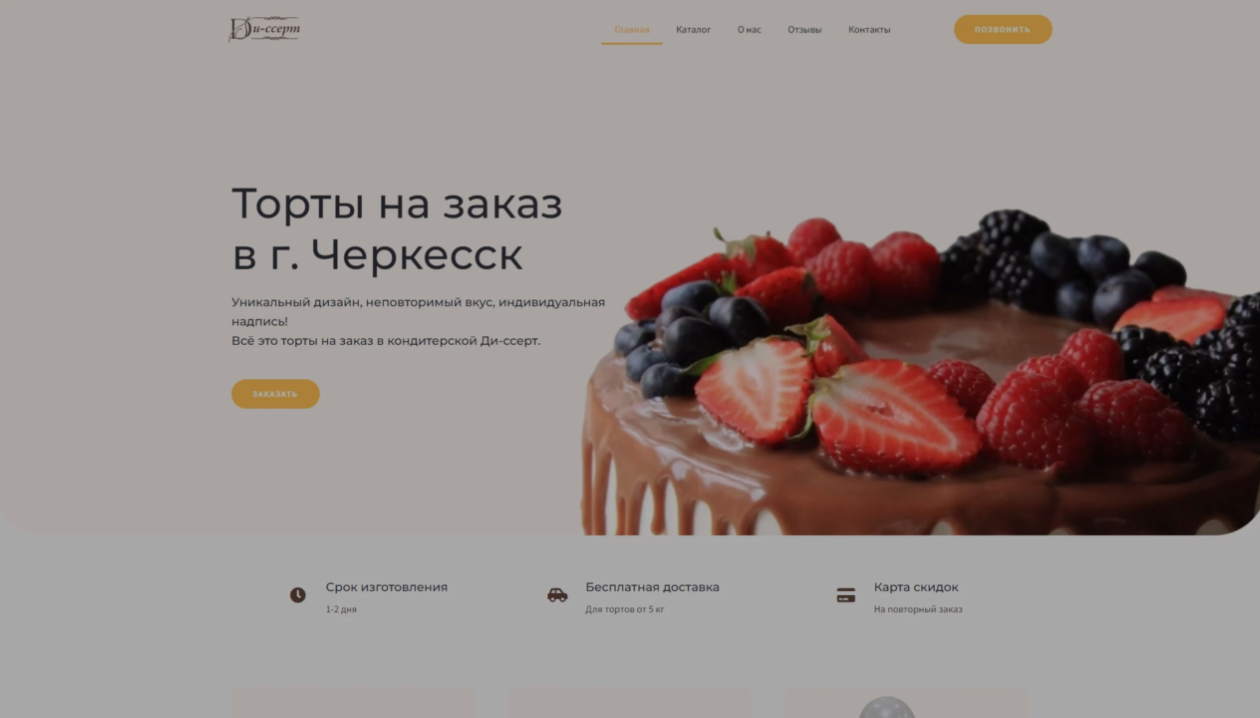 Ди-ссерт
Главная Каталог О нас Отзывы Контакты ПОЗВОНИТЬ
Торты на заказ
в г. Черкесск
Уникальный дизайн, неповторимый вкус, индивидуальная
надпись!
Всё это торты на заказ в кондитерской Ди-ссерт.
ЗАКАЗАТЬ
Срок изготовления
1-2 дня
Бесплатная доставка
Для тортов от 5 кг
Карта скидок
На повторный заказ